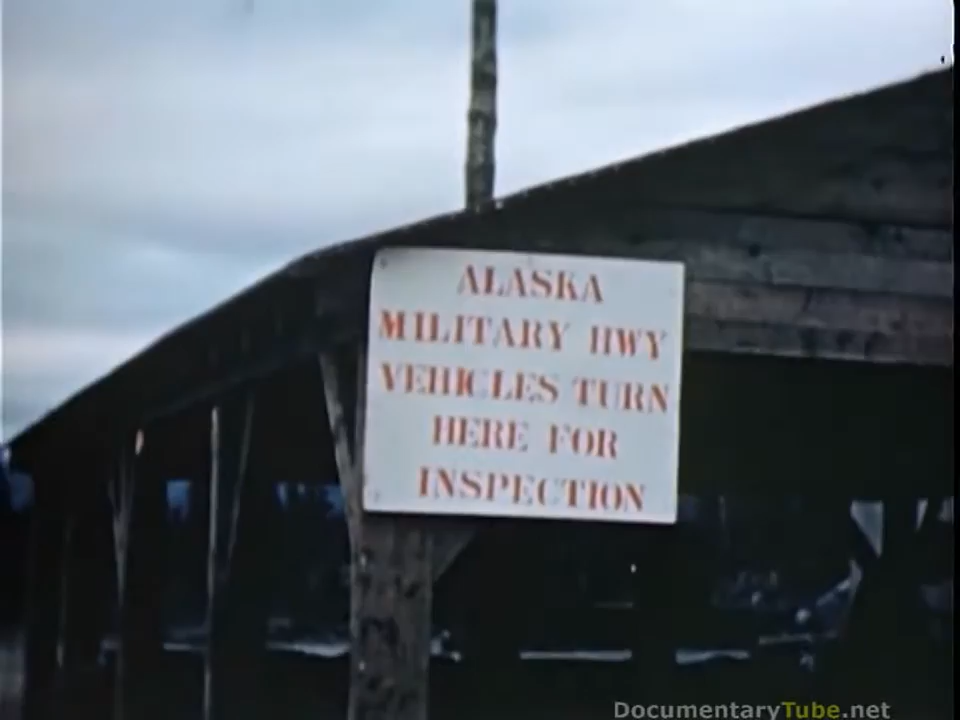 ALASKA
MILITARY HWY
VEHICLES TURN
HERE FOR
INSPECTION
DocumentaryTube.net